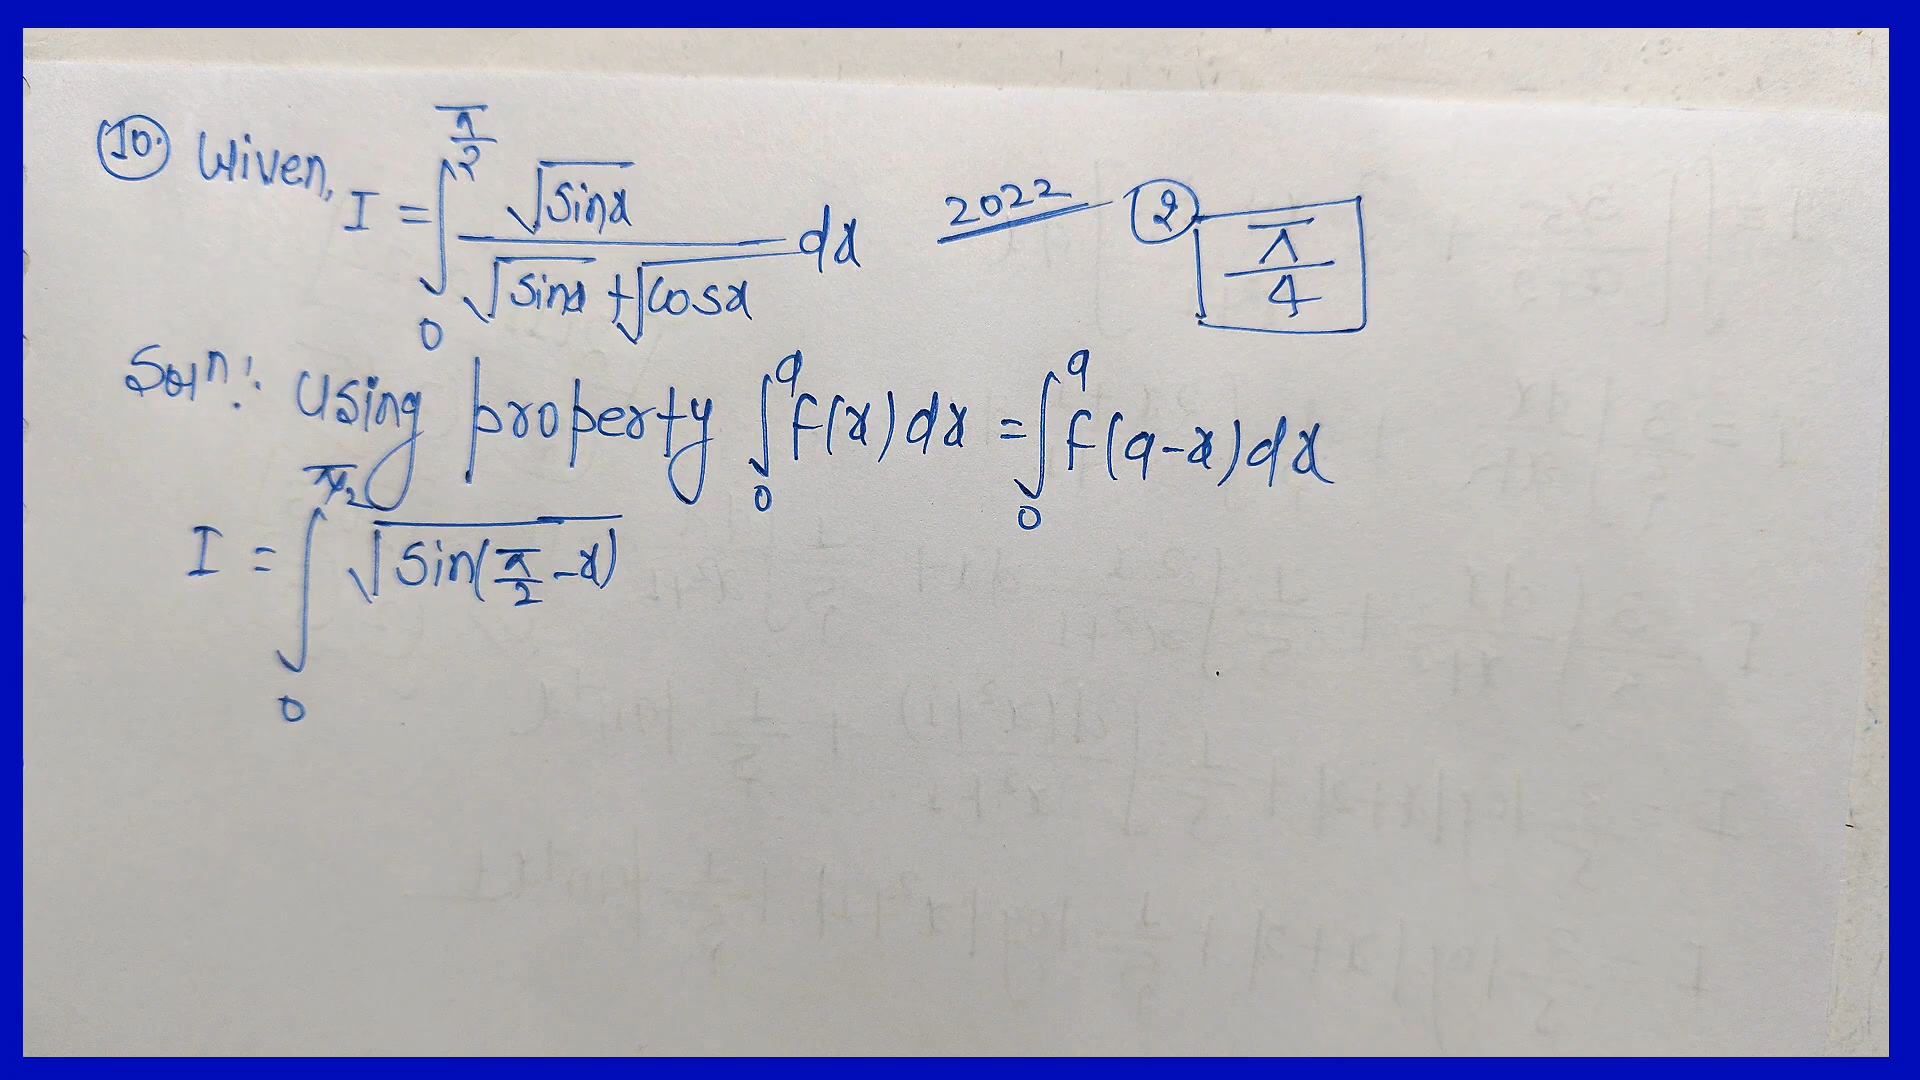 10. Given, I = ∫₀^(π/2) √sinx / (√sinx + √cosx) dx 2022 ② π/4
Solⁿ: Using property ∫₀^a f(x) dx = ∫₀^a f(a-x) dx
I = ∫₀^(π/2) √sin(π/2 - x)